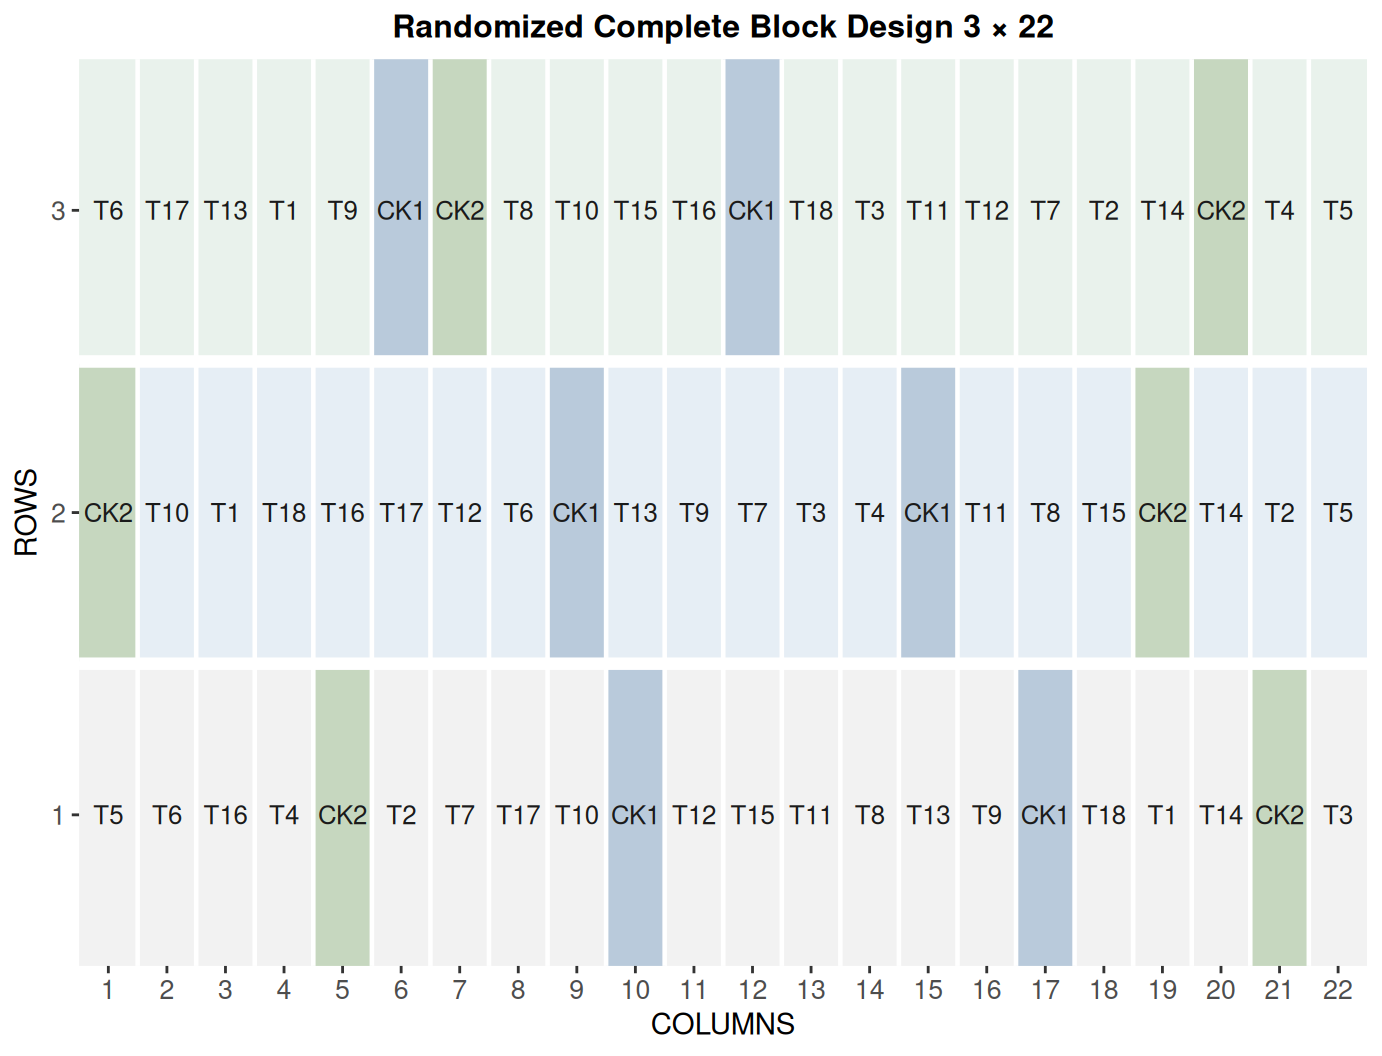 Randomized Complete Block Design 3 × 22
3 T6 T17 T13 T1 T9 CK1 CK2 T8 T10 T15 T16 CK1 T18 T3 T11 T12 T7 T2 T14 CK2 T4 T5
ROWS
2 CK2 T10 T1 T18 T16 T17 T12 T6 CK1 T13 T9 T7 T3 T4 CK1 T11 T8 T15 CK2 T14 T2 T5
1 T5 T6 T16 T4 CK2 T2 T7 T17 T10 CK1 T12 T15 T11 T8 T13 T9 CK1 T18 T1 T14 CK2 T3
1 2 3 4 5 6 7 8 9 10 11 12 13 14 15 16 17 18 19 20 21 22
COLUMNS